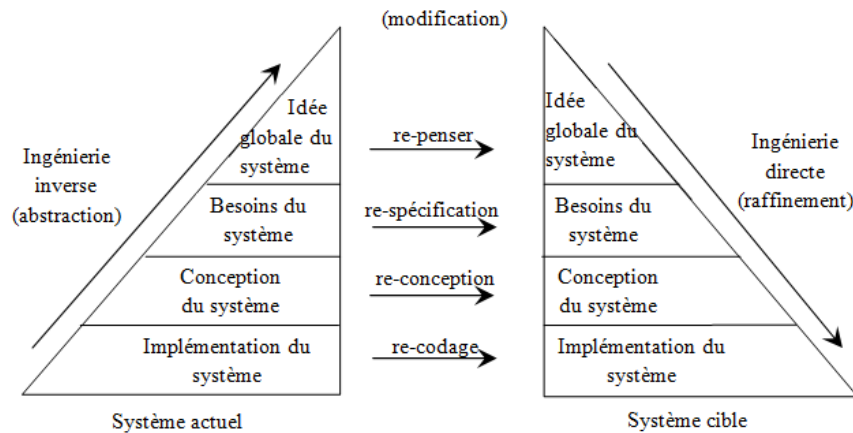 (modification)
Idée
globale du
système
Ingénierie
inverse
(abstraction)
Besoins du
système
Conception
du système
Implémentation du
système
Système actuel
re-penser
re-spécification
re-conception
re-codage
Idée
globale du
système
Besoins du
système
Conception
du système
Implémentation du
système
Système cible
Ingénierie
directe
(raffinement)